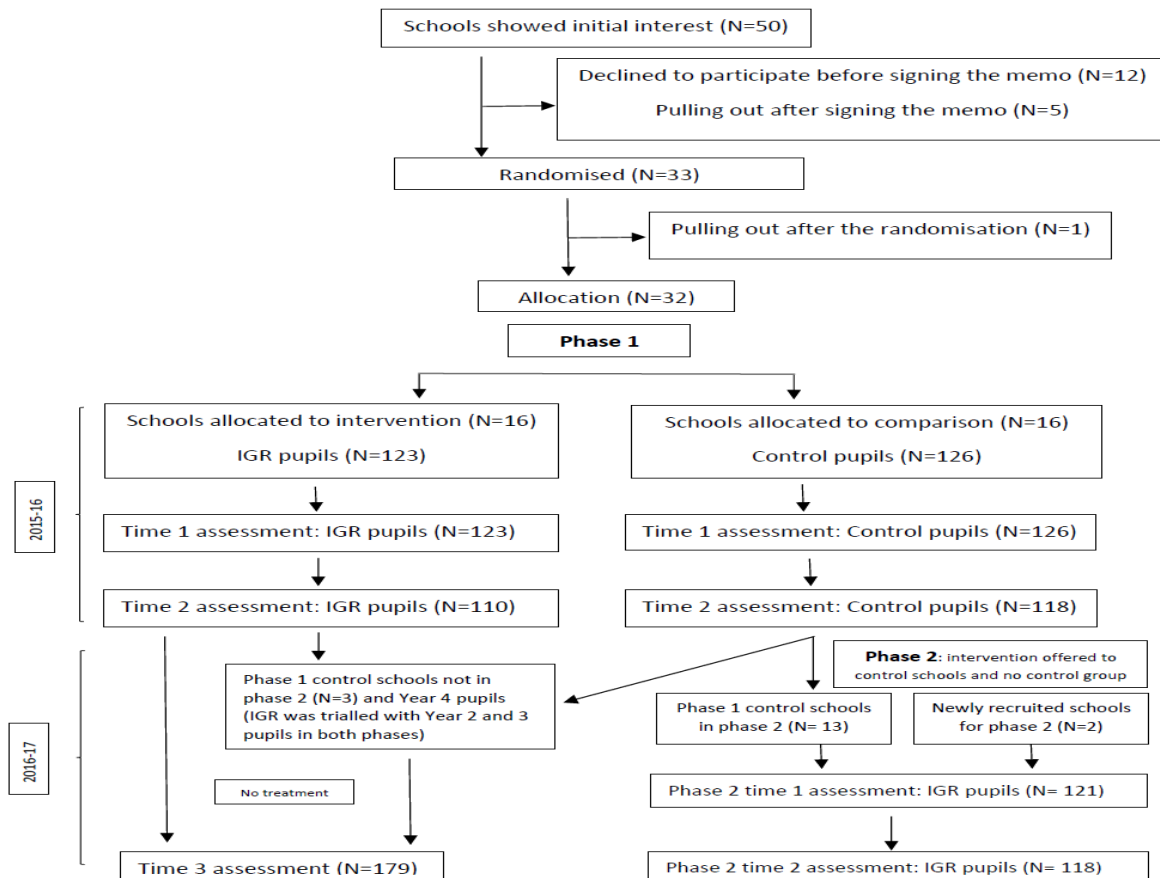 Schools showed initial interest (N=50)
Declined to participate before signing the memo (N=12)
Pulling out after signing the memo (N=5)
Randomised (N=33)
Pulling out after the randomisation (N=1)
Allocation (N=32)
Phase 1
2015-16
Schools allocated to intervention (N=16)
IGR pupils (N=123)
Schools allocated to comparison (N=16)
Control pupils (N=126)
Time 1 assessment: IGR pupils (N=123)
Time 1 assessment: Control pupils (N=126)
Time 2 assessment: IGR pupils (N=110)
Time 2 assessment: Control pupils (N=118)
2016-17
Phase 1 control schools not in
phase 2 (N=3) and Year 4 pupils
(IGR was trialled with Year 2 and 3
pupils in both phases)
Phase 2: intervention offered to
control schools and no control group
Phase 1 control schools
in phase 2 (N= 13)
Newly recruited schools
for phase 2 (N=2)
No treatment
Phase 2 time 1 assessment: IGR pupils (N= 121)
Time 3 assessment (N=179)
Phase 2 time 2 assessment: IGR pupils (N= 118)